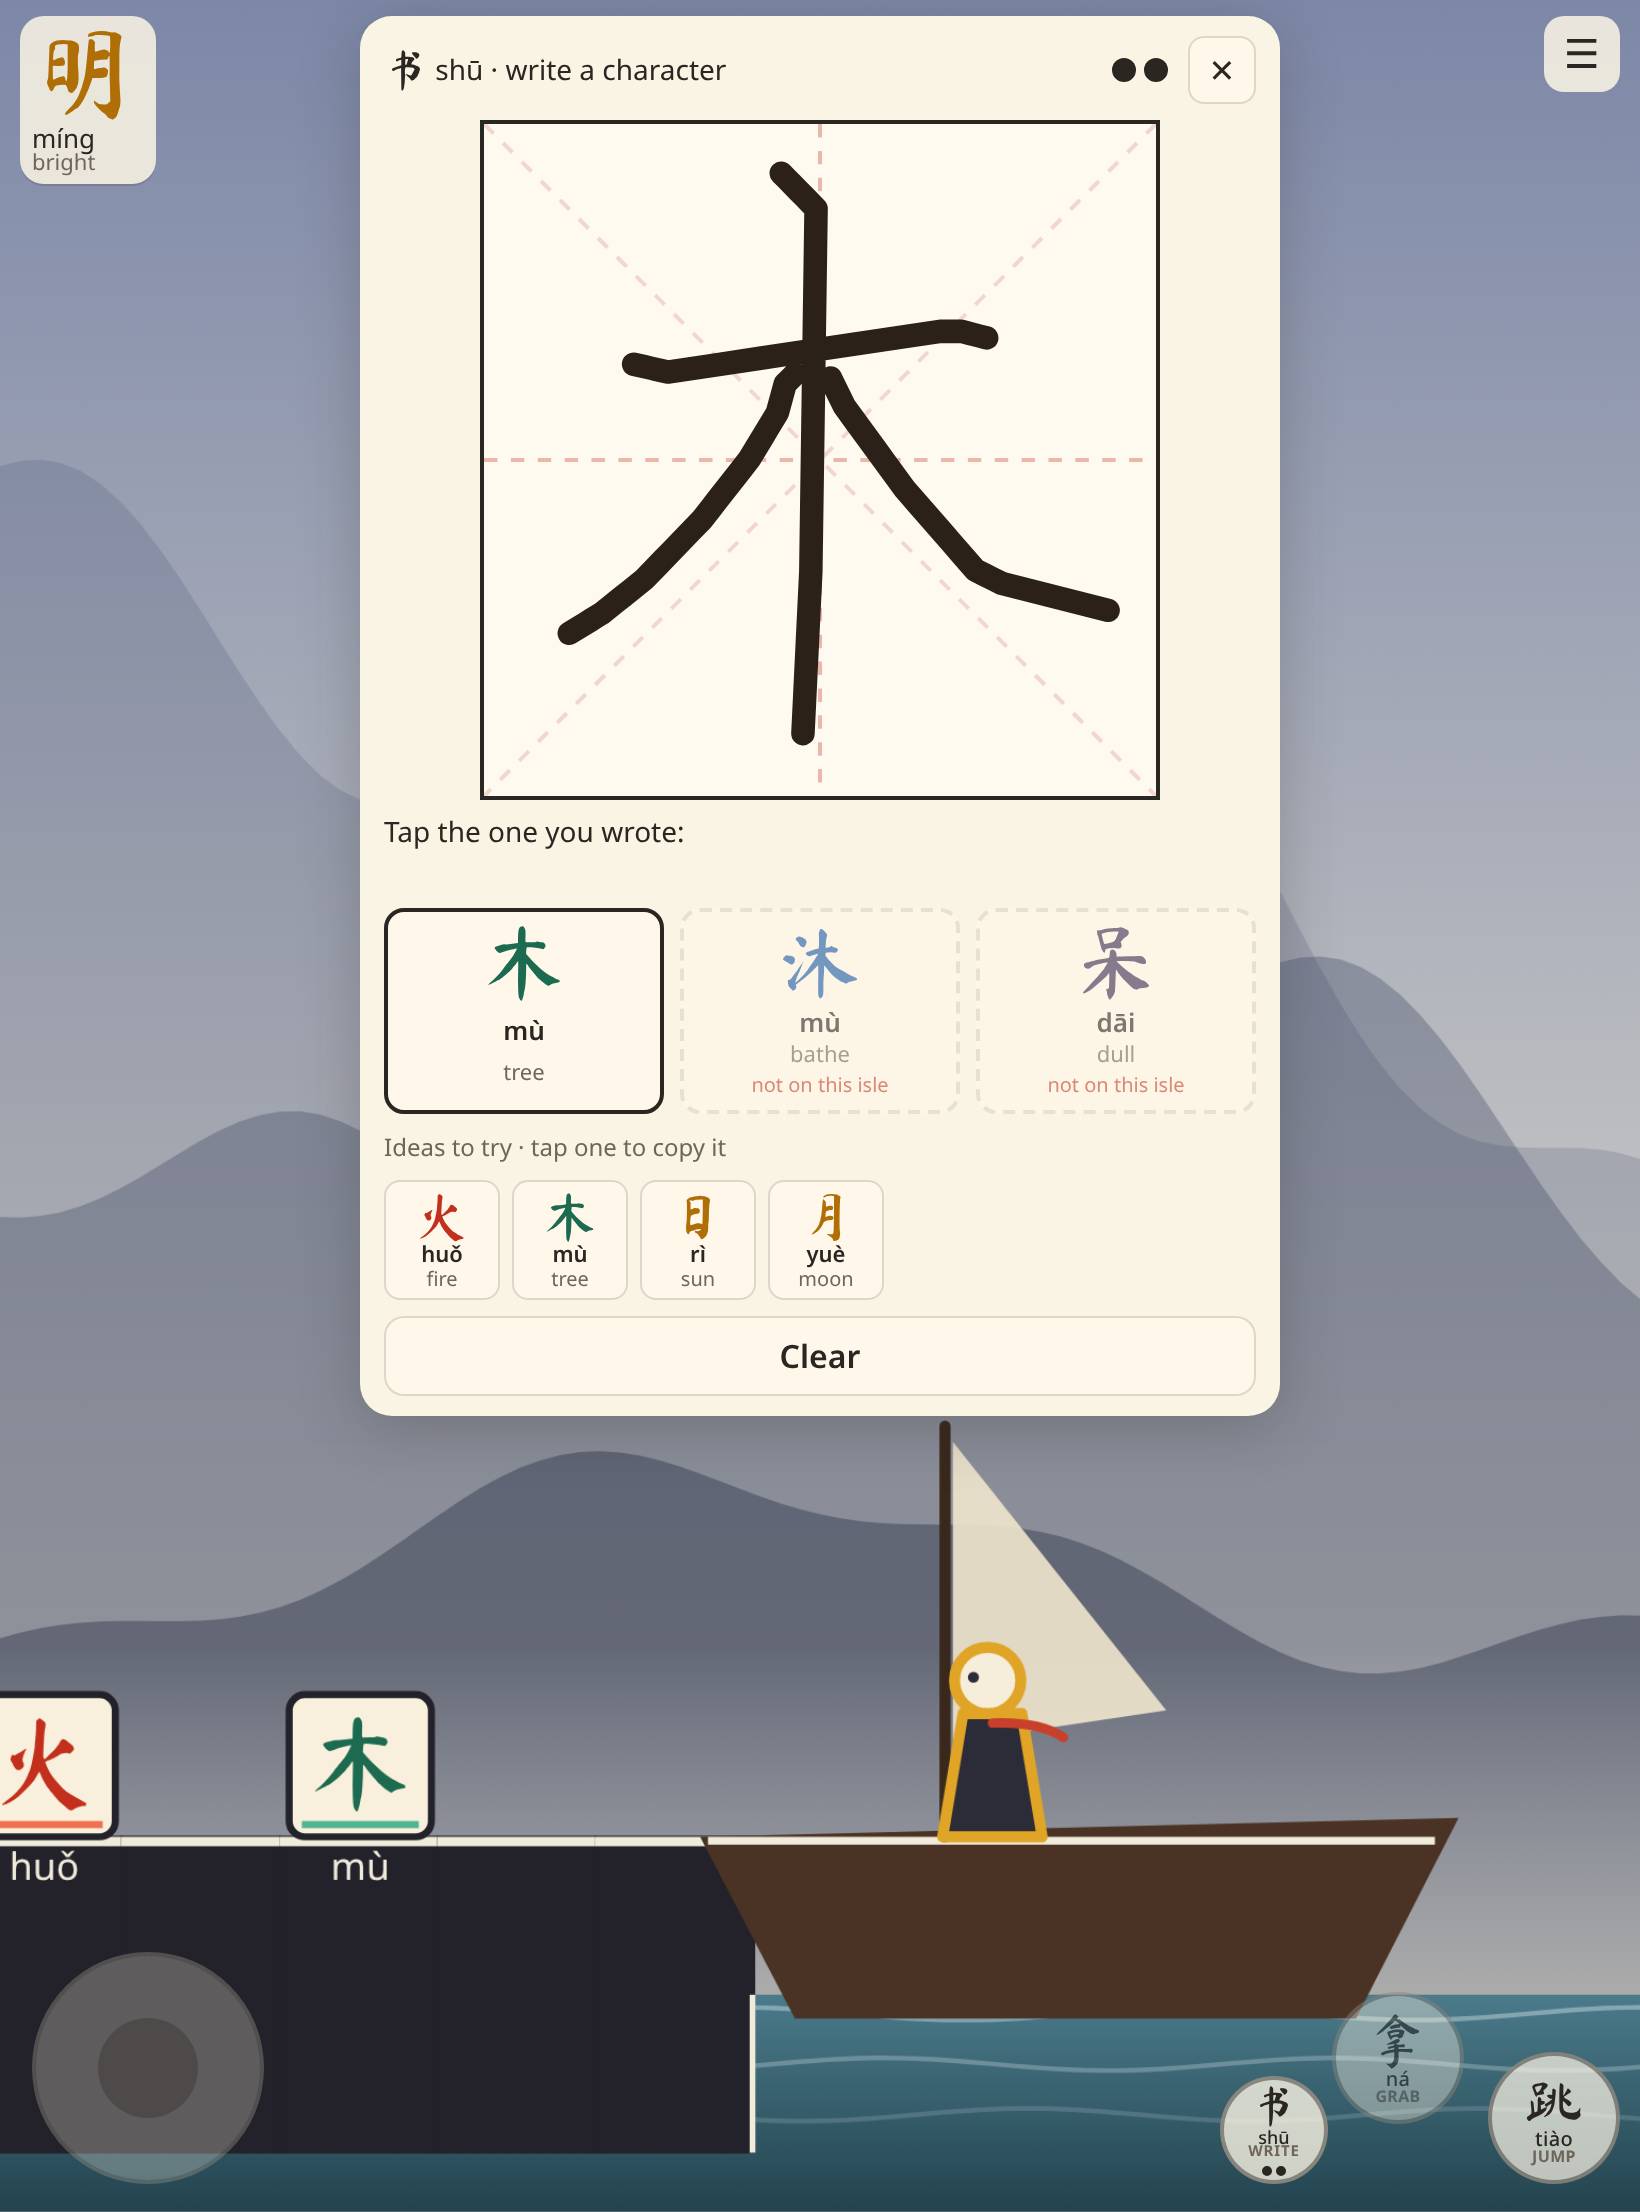 明
míng
bright
☰
书 shū · write a character
✕
木
Tap the one you wrote:
木
mù
tree
沐
mù
bathe
not on this isle
呆
dāi
dull
not on this isle
Ideas to try · tap one to copy it
火
huǒ
fire
木
mù
tree
日
rì
sun
月
yuè
moon
Clear
火
huǒ
木
mù
拿
ná
GRAB
书
shū
WRITE
跳
tiào
JUMP